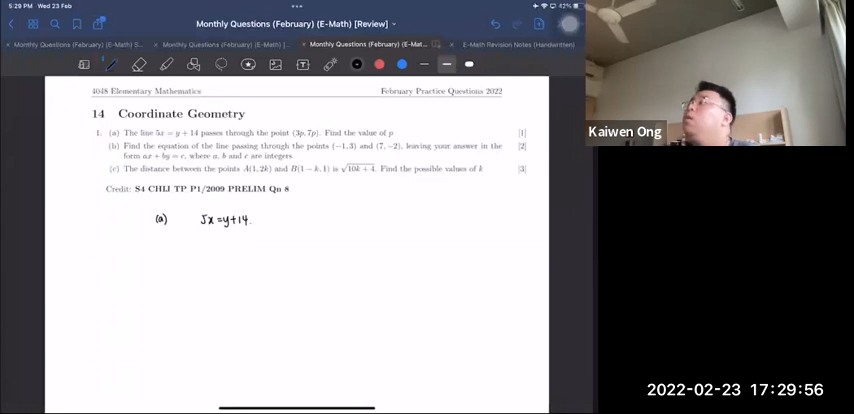 5:29 PM Wed 23 Feb
42%
Monthly Questions (February) (E-Math) [Review]
Monthly Questions (February) (E-Math) S...
Monthly Questions (February) (E-Math) [...
Monthly Questions (February) (E-Mat...
E-Math Revision Notes (Handwritten)
4048 Elementary Mathematics
February Practice Questions 2022
14 Coordinate Geometry
1. (a) The line 5x = y + 14 passes through the point (3p, 7p). Find the value of p [1]
(b) Find the equation of the line passing through the points (−1, 3) and (7, −2), leaving your answer in the [2]
form ax + by = c, where a, b and c are integers
(c) The distance between the points A(1, 2k) and B(1 − k, 1) is √10k + 4. Find the possible values of k [3]
Credit: S4 CHIJ TP P1/2009 PRELIM Qn 8
(a) 5x = y+14.
Kaiwen Ong
2022-02-23 17:29:56